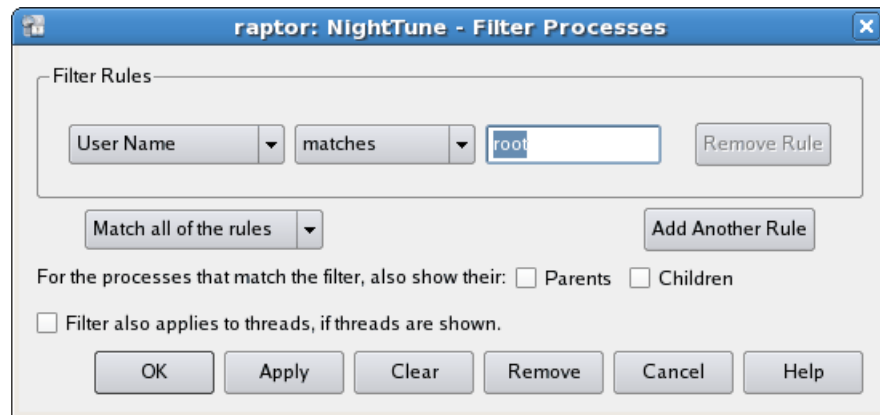 raptor: NightTune - Filter Processes
Filter Rules
User Name matches root Remove Rule
Match all of the rules Add Another Rule
For the processes that match the filter, also show their: Parents Children
Filter also applies to threads, if threads are shown.
OK Apply Clear Remove Cancel Help